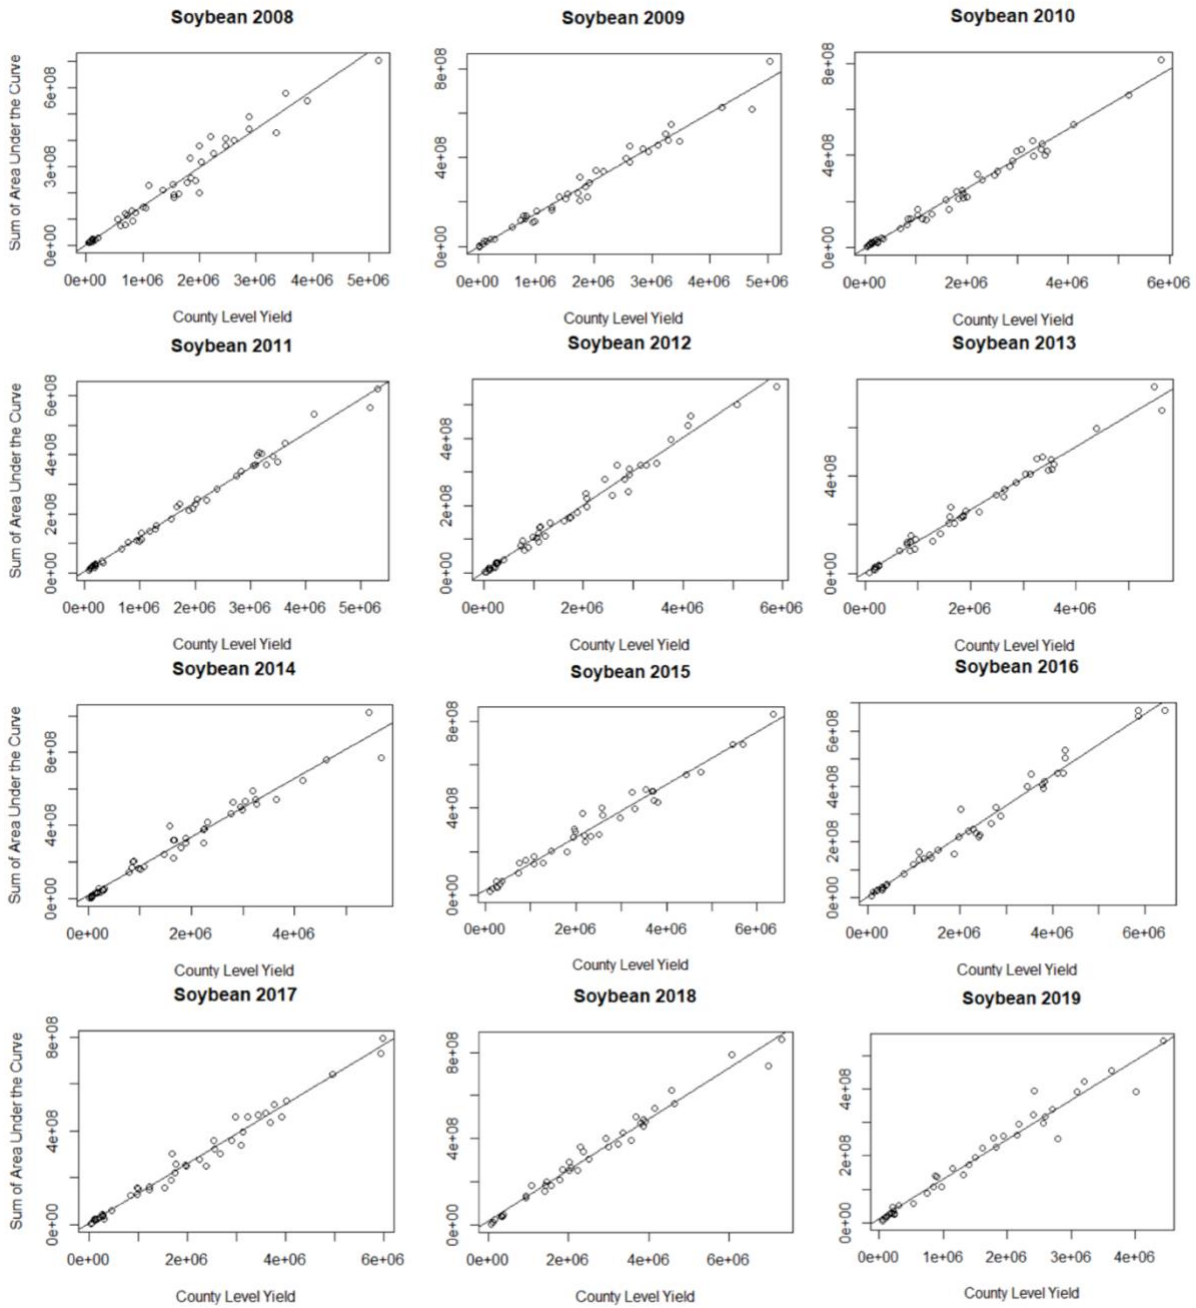 Soybean 2008 Soybean 2009 Soybean 2010
Sum of Area Under the Curve
0e+00 3e+08 6e+08
0e+00 1e+06 2e+06 3e+06 4e+06 5e+06
County Level Yield
0e+00 4e+08 8e+08
0e+00 1e+06 2e+06 3e+06 4e+06 5e+06
County Level Yield
0e+00 4e+08 8e+08
0e+00 2e+06 4e+06 6e+06
County Level Yield
Soybean 2011 Soybean 2012 Soybean 2013
Sum of Area Under the Curve
0e+00 2e+08 4e+08 6e+08
0e+00 1e+06 2e+06 3e+06 4e+06 5e+06
County Level Yield
0e+00 2e+08 4e+08
0e+00 2e+06 4e+06 6e+06
County Level Yield
0e+00 4e+08
0e+00 2e+06 4e+06
County Level Yield
Soybean 2014 Soybean 2015 Soybean 2016
Sum of Area Under the Curve
0e+00 4e+08 8e+08
0e+00 2e+06 4e+06
County Level Yield
0e+00 4e+08 8e+08
0e+00 2e+06 4e+06 6e+06
County Level Yield
0e+00 2e+08 4e+08 6e+08
0e+00 2e+06 4e+06 6e+06
County Level Yield
Soybean 2017 Soybean 2018 Soybean 2019
Sum of Area Under the Curve
0e+00 4e+08 8e+08
0e+00 2e+06 4e+06 6e+06
County Level Yield
0e+00 4e+08 8e+08
0e+00 2e+06 4e+06 6e+06
County Level Yield
0e+00 2e+08 4e+08
0e+00 1e+06 2e+06 3e+06 4e+06
County Level Yield